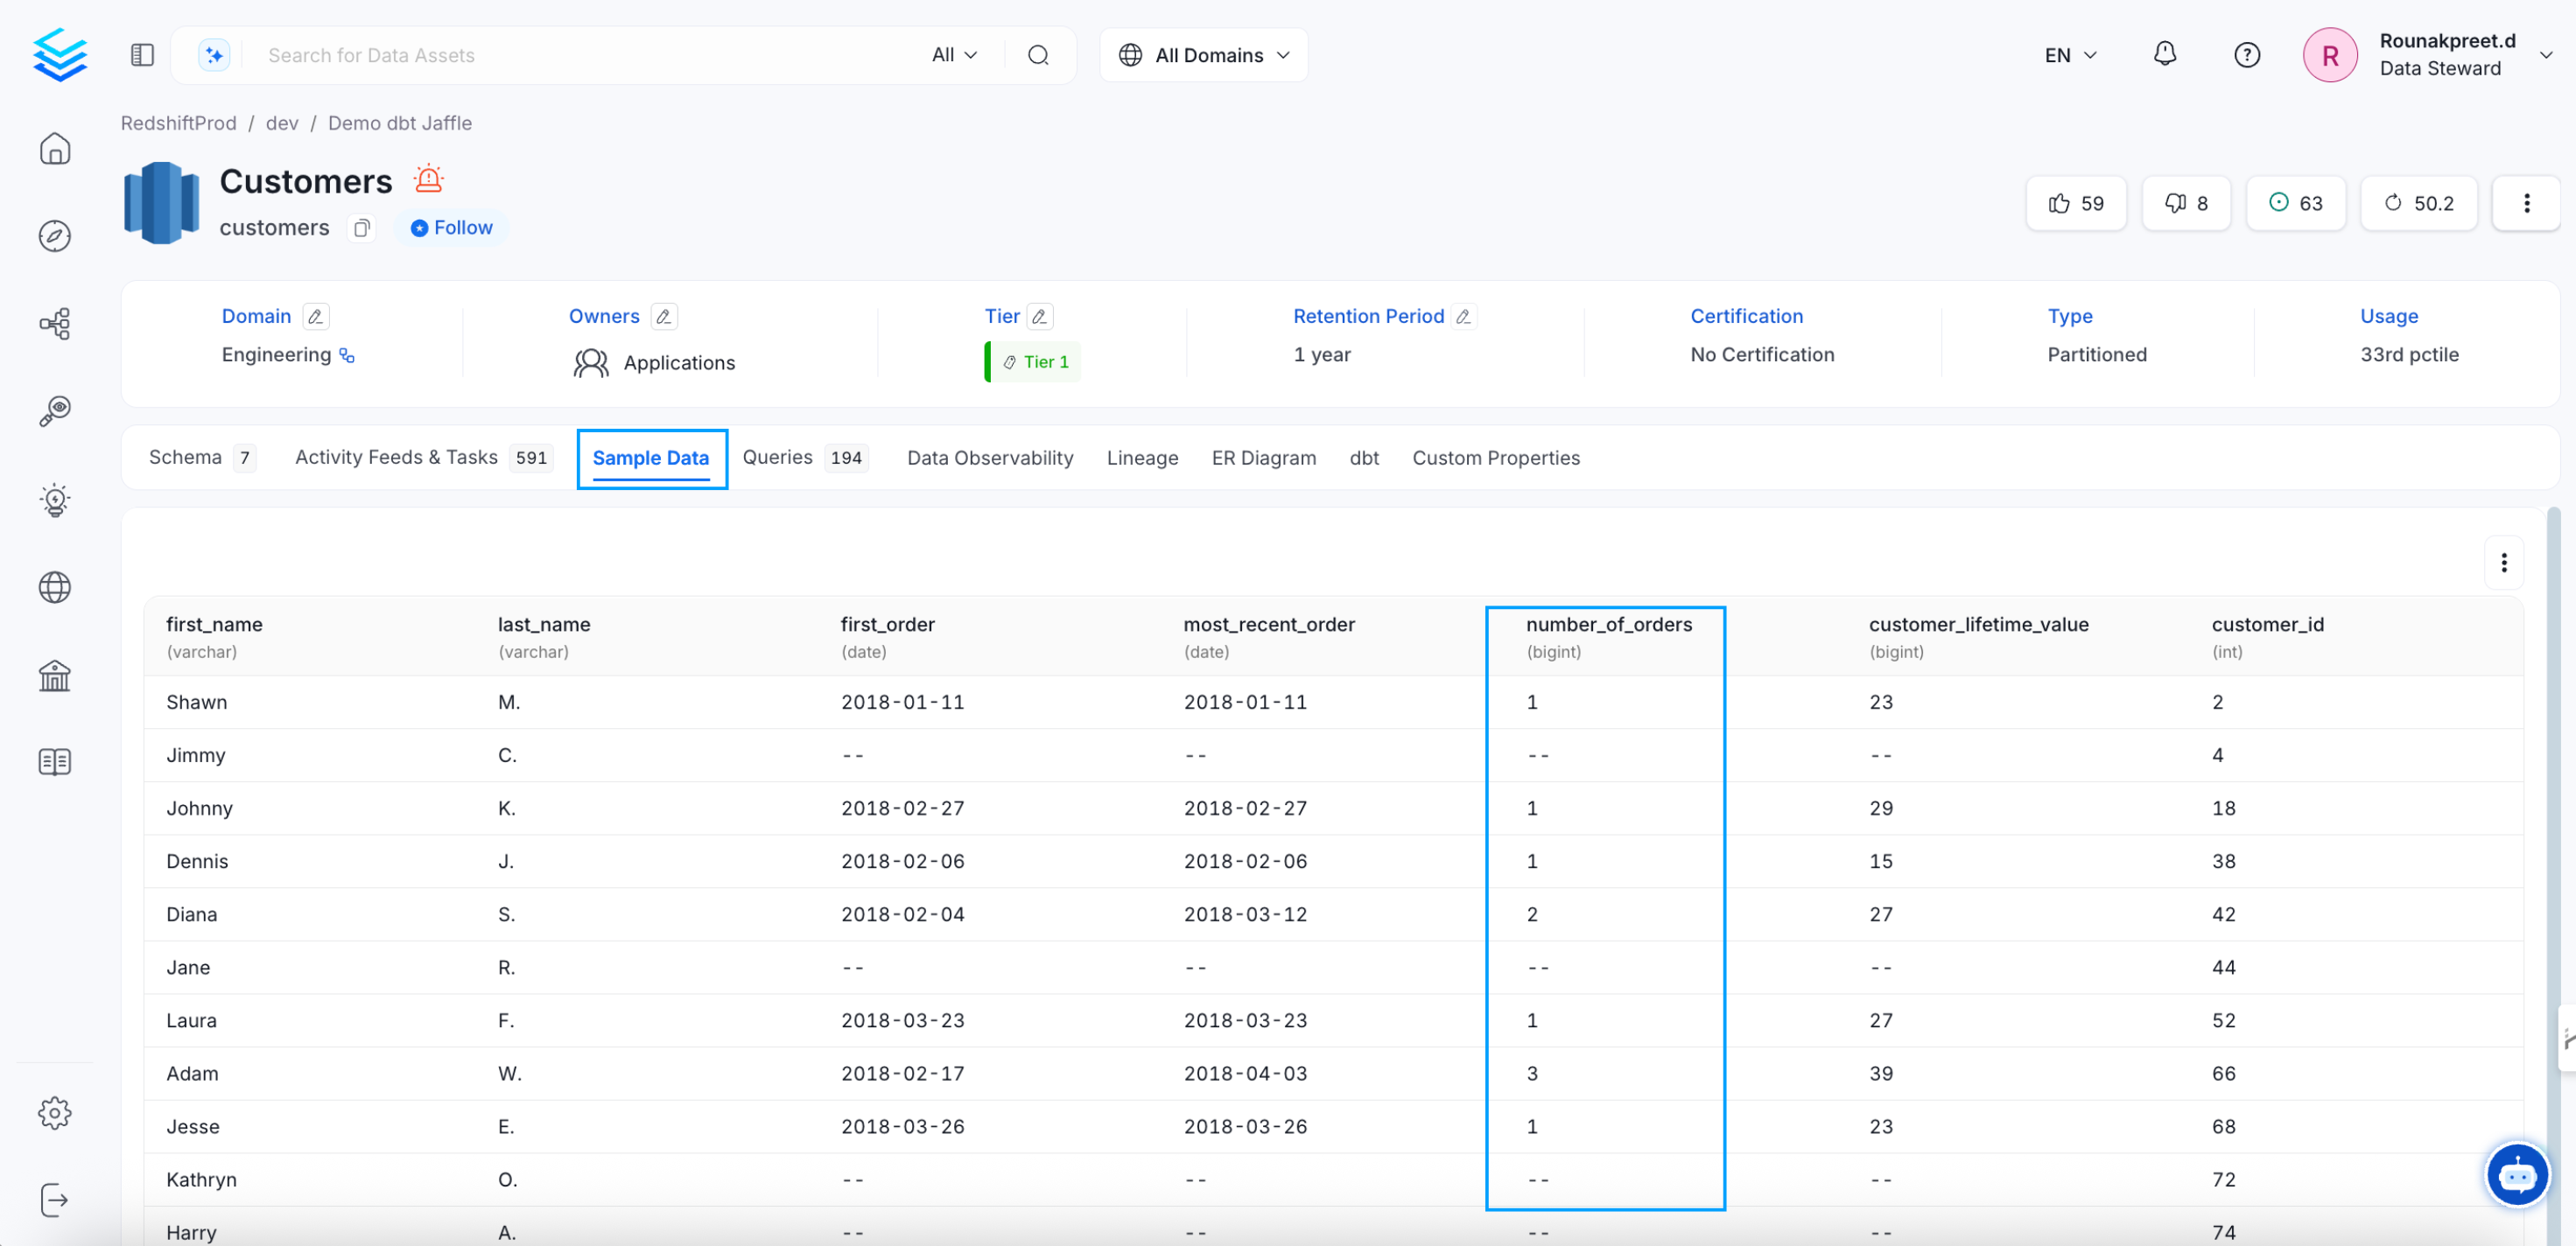 Search for Data Assets All All Domains EN Rounakpreet.d
Data Steward
R
RedshiftProd / dev / Demo dbt Jaffle
Customers
customers Follow
59 8 63 50.2
Domain Owners Tier Retention Period Certification Type Usage
Engineering Applications Tier 1 1 year No Certification Partitioned 33rd pctile
Schema 7 Activity Feeds & Tasks 591 Sample Data Queries 194 Data Observability Lineage ER Diagram dbt Custom Properties
first_name last_name first_order most_recent_order number_of_orders customer_lifetime_value customer_id
(varchar) (varchar) (date) (date) (bigint) (bigint) (int)
Shawn M. 2018-01-11 2018-01-11 1 23 2
Jimmy C. -- -- -- -- 4
Johnny K. 2018-02-27 2018-02-27 1 29 18
Dennis J. 2018-02-06 2018-02-06 1 15 38
Diana S. 2018-02-04 2018-03-12 2 27 42
Jane R. -- -- -- -- 44
Laura F. 2018-03-23 2018-03-23 1 27 52
Adam W. 2018-02-17 2018-04-03 3 39 66
Jesse E. 2018-03-26 2018-03-26 1 23 68
Kathryn O. -- -- -- -- 72
Harry A. -- -- -- -- 74